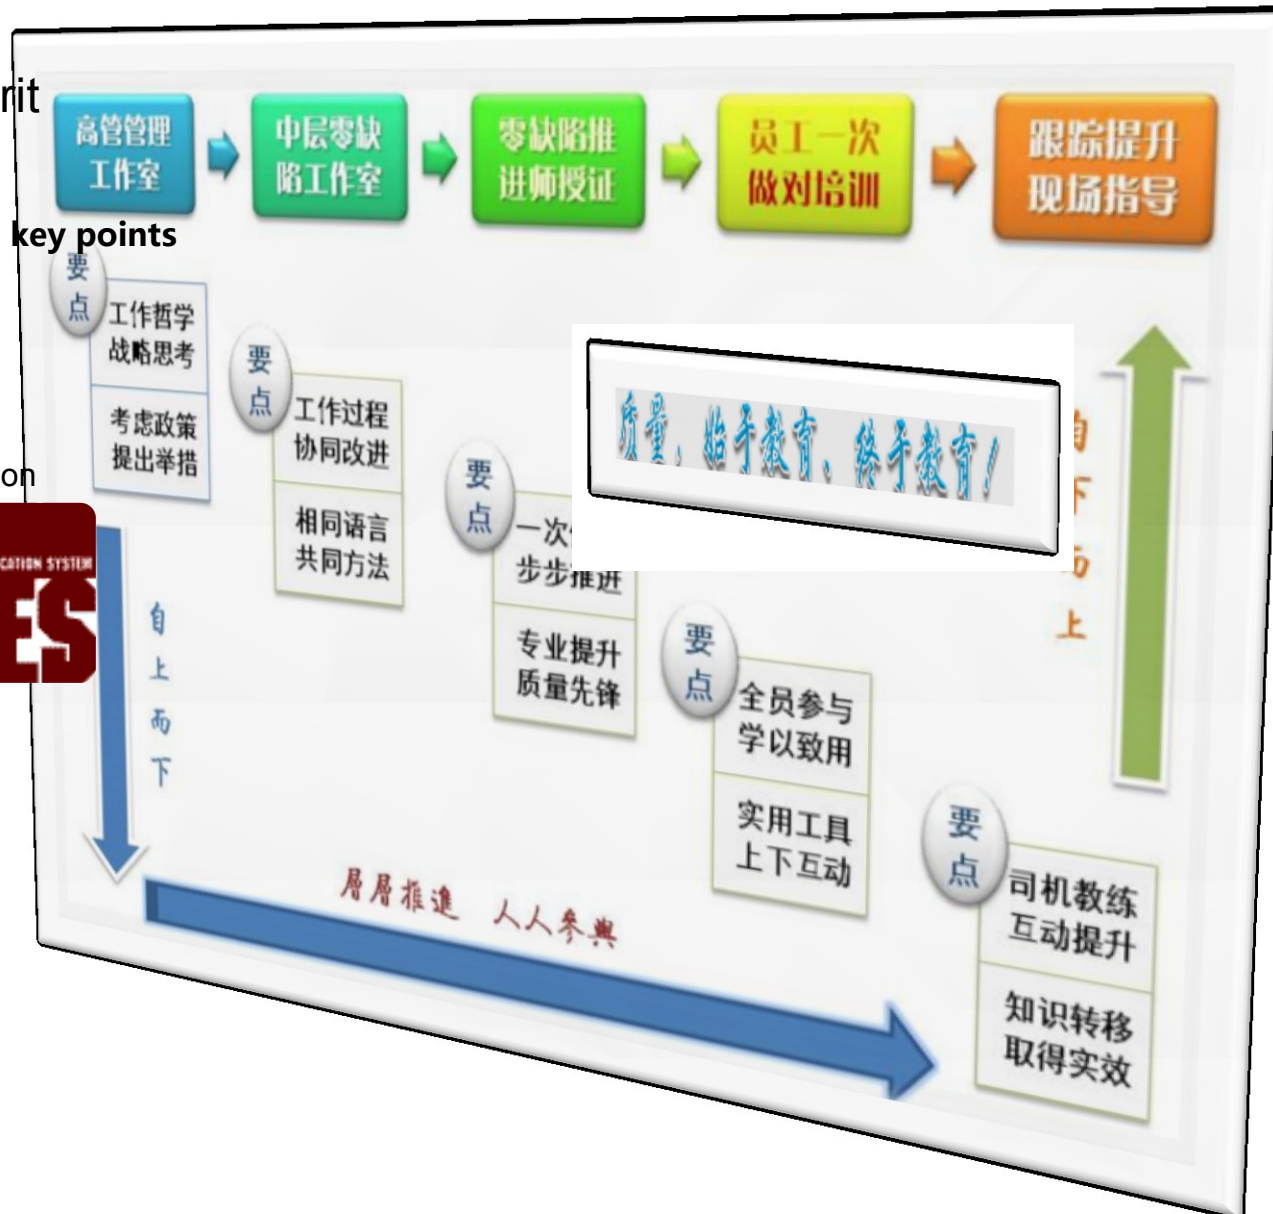 rit
高管管理
工作室
中层零缺
陷工作室
零缺陷推
进师授证
员工一次
做对培训
跟踪提升
现场指导
key points
要
点
工作哲学
战略思考
考虑政策
提出举措
要
点
工作过程
协同改进
相同语言
共同方法
要
点
一次
步步推进
专业提升
质量先锋
质量，始于教育、终于教育！
要
点
全员参与
学以致用
实用工具
上下互动
要
点
司机教练
互动提升
知识转移
取得实效
on
CATION SYSTEM
ES
自
上
而
下
自
下
而
上
層層推進 人人參與